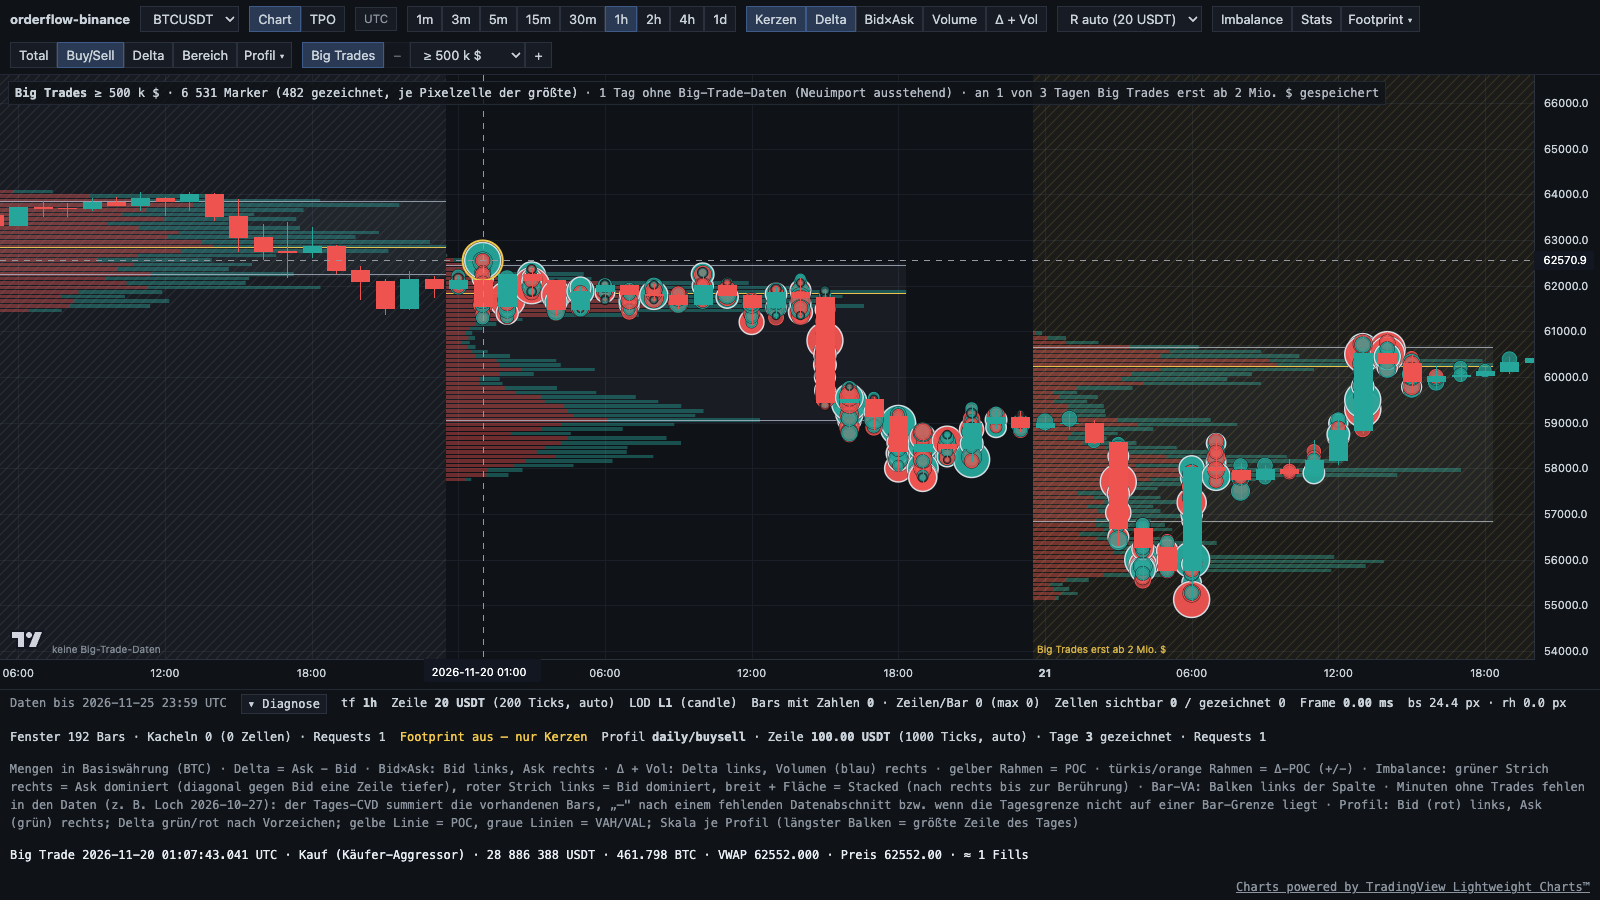 orderflow-binance BTCUSDT Chart TPO UTC 1m 3m 5m 15m 30m 1h 2h 4h 1d Kerzen Delta Bid×Ask Volume Δ + Vol R auto (20 USDT) Imbalance Stats Footprint ▾
Total Buy/Sell Delta Bereich Profil ▾ Big Trades – ≥ 500 k $ +
Big Trades ≥ 500 k $ · 6 531 Marker (482 gezeichnet, je Pixelzelle der größte) · 1 Tag ohne Big-Trade-Daten (Neuimport ausstehend) · an 1 von 3 Tagen Big Trades erst ab 2 Mio. $ gespeichert
66000.0
65000.0
64000.0
63000.0
62570.9
62000.0
61000.0
60000.0
59000.0
58000.0
57000.0
56000.0
55000.0
54000.0
keine Big-Trade-Daten
Big Trades erst ab 2 Mio. $
06:00 12:00 18:00 2026-11-20 01:00 06:00 12:00 18:00 21 06:00 12:00 18:00
Daten bis 2026-11-25 23:59 UTC ▾ Diagnose tf 1h Zeile 20 USDT (200 Ticks, auto) LOD L1 (candle) Bars mit Zahlen 0 · Zeilen/Bar 0 (max 0) Zellen sichtbar 0 / gezeichnet 0 Frame 0.00 ms bs 24.4 px · rh 0.0 px
Fenster 192 Bars · Kacheln 0 (0 Zellen) · Requests 1 Footprint aus – nur Kerzen Profil daily/buysell · Zeile 100.00 USDT (1000 Ticks, auto) · Tage 3 gezeichnet · Requests 1
Mengen in Basiswährung (BTC) · Delta = Ask − Bid · Bid×Ask: Bid links, Ask rechts · Δ + Vol: Delta links, Volumen (blau) rechts · gelber Rahmen = POC · türkis/orange Rahmen = Δ-POC (+/−) · Imbalance: grüner Strich
rechts = Ask dominiert (diagonal gegen Bid eine Zeile tiefer), roter Strich links = Bid dominiert, breit + Fläche = Stacked (nach rechts bis zur Berührung) · Bar-VA: Balken links der Spalte · Minuten ohne Trades fehlen
in den Daten (z. B. Loch 2026-10-27): der Tages-CVD summiert die vorhandenen Bars, „—“ nach einem fehlenden Datenabschnitt bzw. wenn die Tagesgrenze nicht auf einer Bar-Grenze liegt · Profil: Bid (rot) links, Ask
(grün) rechts; Delta grün/rot nach Vorzeichen; gelbe Linie = POC, graue Linien = VAH/VAL; Skala je Profil (längster Balken = größte Zeile des Tages)
Big Trade 2026-11-20 01:07:43.041 UTC · Kauf (Käufer-Aggressor) · 28 886 388 USDT · 461.798 BTC · VWAP 62552.000 · Preis 62552.00 · ≈ 1 Fills
Charts powered by TradingView Lightweight Charts™